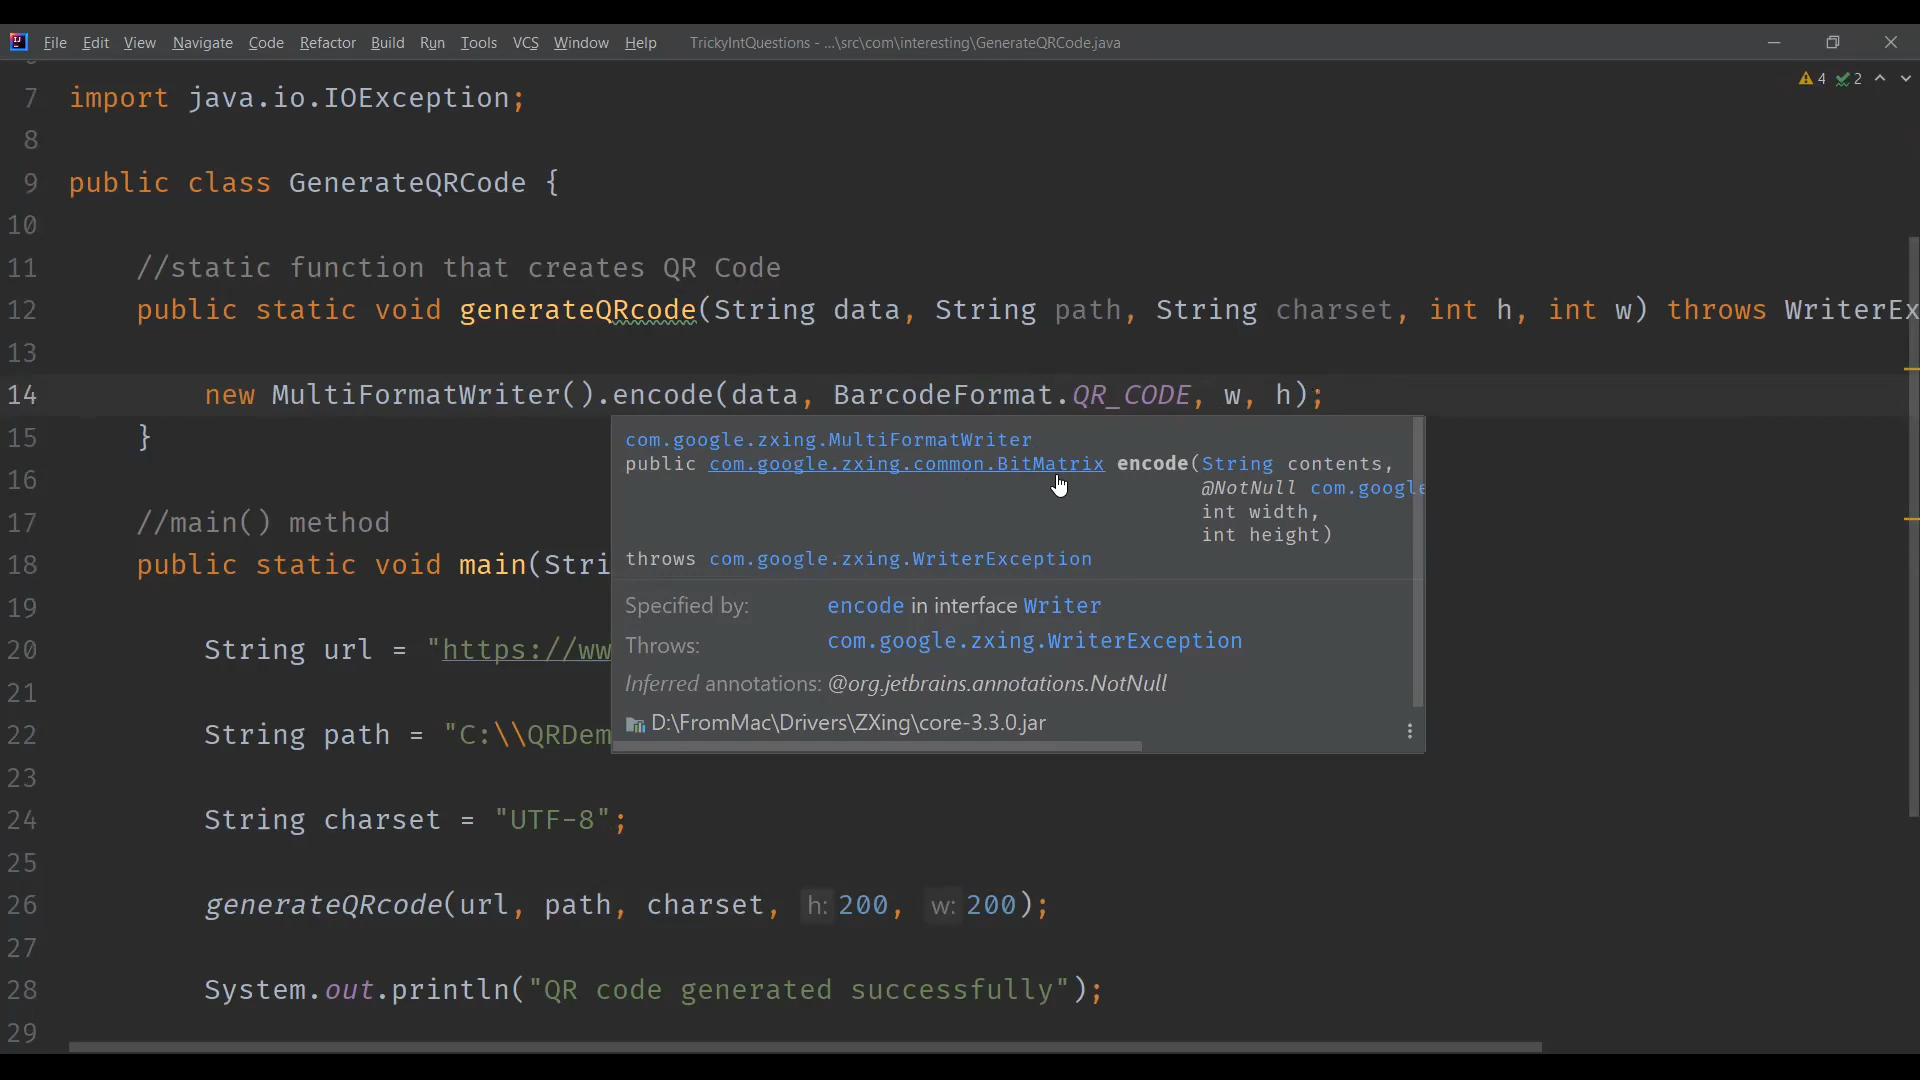 File Edit View Navigate Code Refactor Build Run Tools VCS Window Help TrickyIntQuestions - ...\src\com\interesting\GenerateQRCode.java
4 2
7 import java.io.IOException;
8
9 public class GenerateQRCode {
10
11 //static function that creates QR Code
12 public static void generateQRcode(String data, String path, String charset, int h, int w) throws WriterEx
13
14 new MultiFormatWriter().encode(data, BarcodeFormat.QR_CODE, w, h);
com.google.zxing.MultiFormatWriter
15 }
public com.google.zxing.common.BitMatrix encode(String contents,
16 @NotNull com.google
int width,
17 //main() method
int height)
18 public static void main(Stri
throws com.google.zxing.WriterException
19
Specified by: encode in interface Writer
20 String url = "https://ww
Throws: com.google.zxing.WriterException
21
Inferred annotations: @org.jetbrains.annotations.NotNull
22 String path = "C:\\QRDem
D:\FromMac\Drivers\ZXing\core-3.3.0.jar
23
24 String charset = "UTF-8";
25
26 generateQRcode(url, path, charset, h: 200, w: 200);
27
28 System.out.println("QR code generated successfully");
29